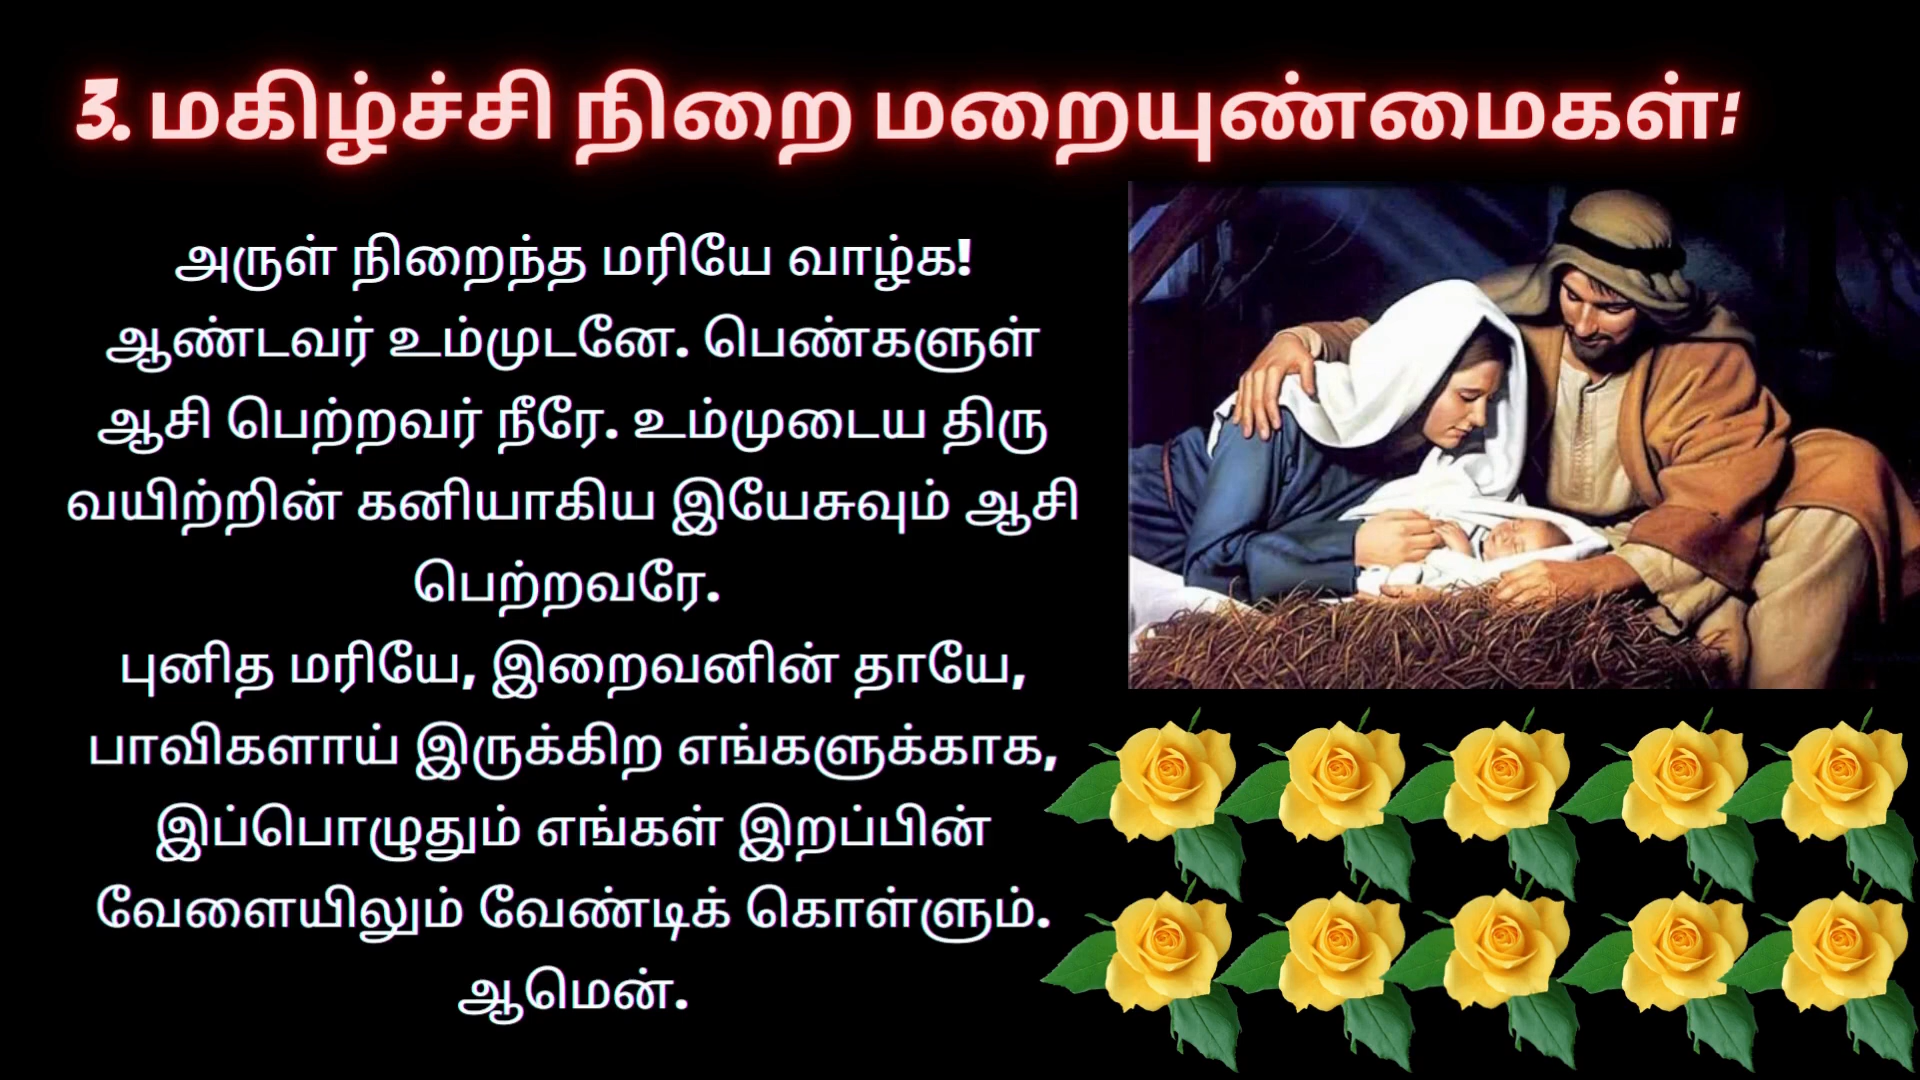 3. மகிழ்ச்சி நிறை மறையுண்மைகள்:
அருள் நிறைந்த மரியே வாழ்க!
ஆண்டவர் உம்முடனே. பெண்களுள்
ஆசி பெற்றவர் நீரே. உம்முடைய திரு
வயிற்றின் கனியாகிய இயேசுவும் ஆசி
பெற்றவரே.
புனித மரியே, இறைவனின் தாயே,
பாவிகளாய் இருக்கிற எங்களுக்காக,
இப்பொழுதும் எங்கள் இறப்பின்
வேளையிலும் வேண்டிக் கொள்ளும்.
ஆமென்.